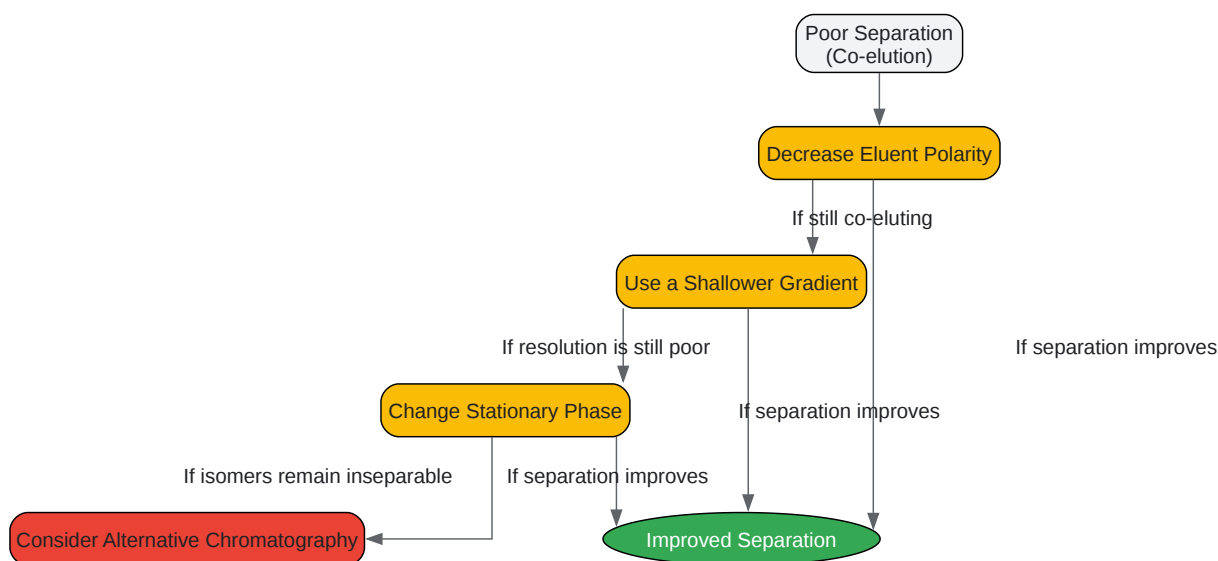 Poor Separation
(Co-elution)
Decrease Eluent Polarity
If still co-eluting
Use a Shallower Gradient
If resolution is still poor
If separation improves
Change Stationary Phase
If separation improves
If isomers remain inseparable
If separation improves
Consider Alternative Chromatography
Improved Separation